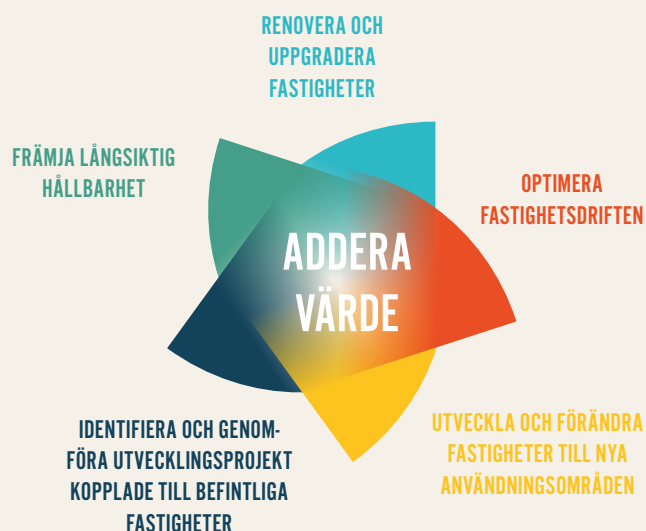 RENOVERA OCH
UPPGRADERA
FASTIGHETER
FRÄMJA LÅNGSIKTIG
HÅLLBARHET
OPTIMERA
FASTIGHETSDRIFTEN
ADDERA
VÄRDE
IDENTIFIERA OCH GENOM-
FÖRA UTVECKLINGSPROJEKT
KOPPLADE TILL BEFINTLIGA
FASTIGHETER
UTVECKLA OCH FÖRÄNDRA
FASTIGHETER TILL NYA
ANVÄNDNINGSOMRÅDEN